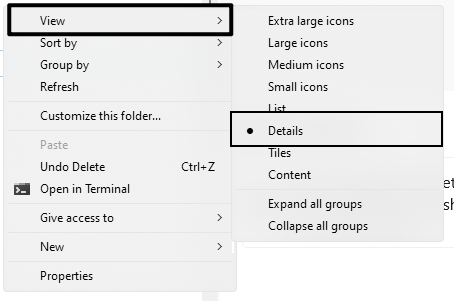 View
Sort by
Group by
Refresh
Customize this folder...
Paste
Undo Delete Ctrl+Z
Open in Terminal
Give access to
New
Properties
Extra large icons
Large icons
Medium icons
Small icons
List
Details
Tiles
Content
Expand all groups
Collapse all groups